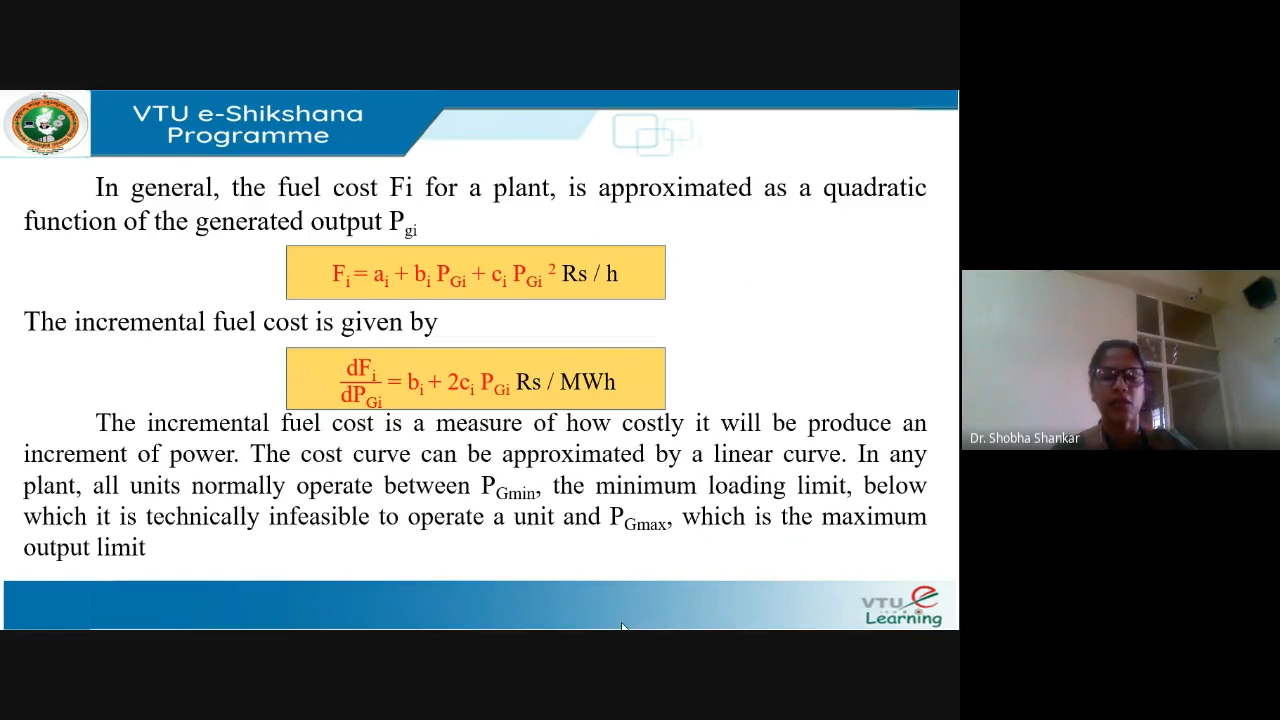 VTU e-Shikshana
Programme
In general, the fuel cost Fi for a plant, is approximated as a quadratic
function of the generated output Pgi
Fi = ai + bi PGi + ci PGi 2 Rs / h
The incremental fuel cost is given by
dFi
dPGi = bi + 2ci PGi Rs / MWh
The incremental fuel cost is a measure of how costly it will be produce an
increment of power. The cost curve can be approximated by a linear curve. In any
plant, all units normally operate between PGmin, the minimum loading limit, below
which it is technically infeasible to operate a unit and PGmax, which is the maximum
output limit
VTU e
Learning
Dr. Shobha Shankar